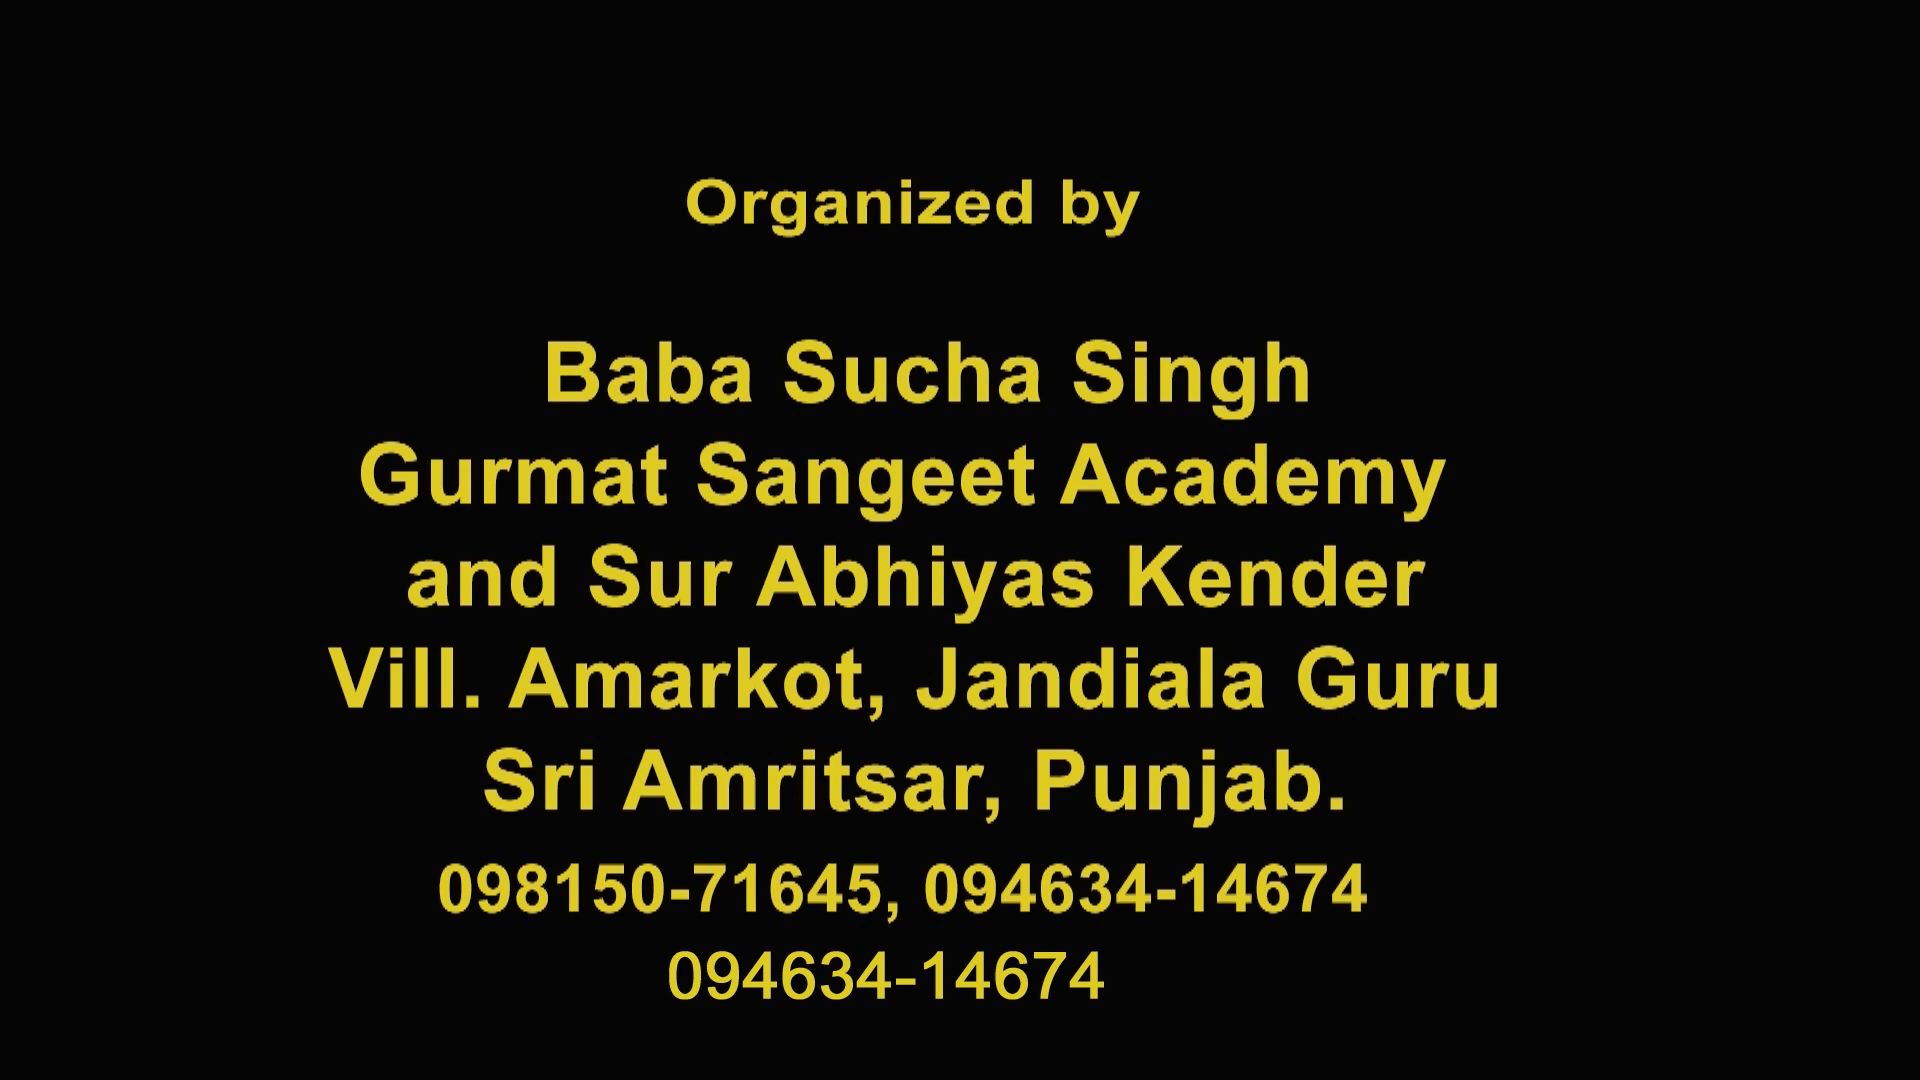 Organized by
Baba Sucha Singh
Gurmat Sangeet Academy
and Sur Abhiyas Kender
Vill. Amarkot, Jandiala Guru
Sri Amritsar, Punjab.
098150-71645, 094634-14674
094634-14674